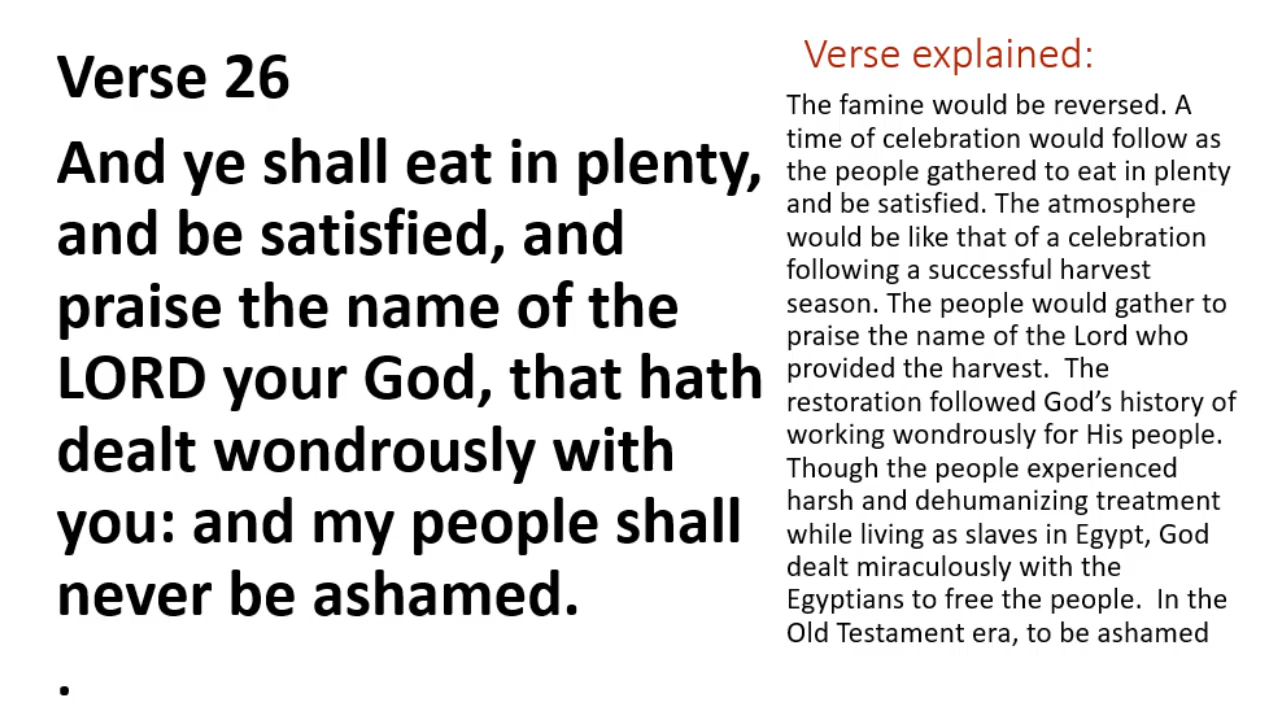 Verse 26
And ye shall eat in plenty,
and be satisfied, and
praise the name of the
LORD your God, that hath
dealt wondrously with
you: and my people shall
never be ashamed.
.
Verse explained:
The famine would be reversed. A
time of celebration would follow as
the people gathered to eat in plenty
and be satisfied. The atmosphere
would be like that of a celebration
following a successful harvest
season. The people would gather to
praise the name of the Lord who
provided the harvest.  The
restoration followed God’s history of
working wondrously for His people.
Though the people experienced
harsh and dehumanizing treatment
while living as slaves in Egypt, God
dealt miraculously with the
Egyptians to free the people.  In the
Old Testament era, to be ashamed